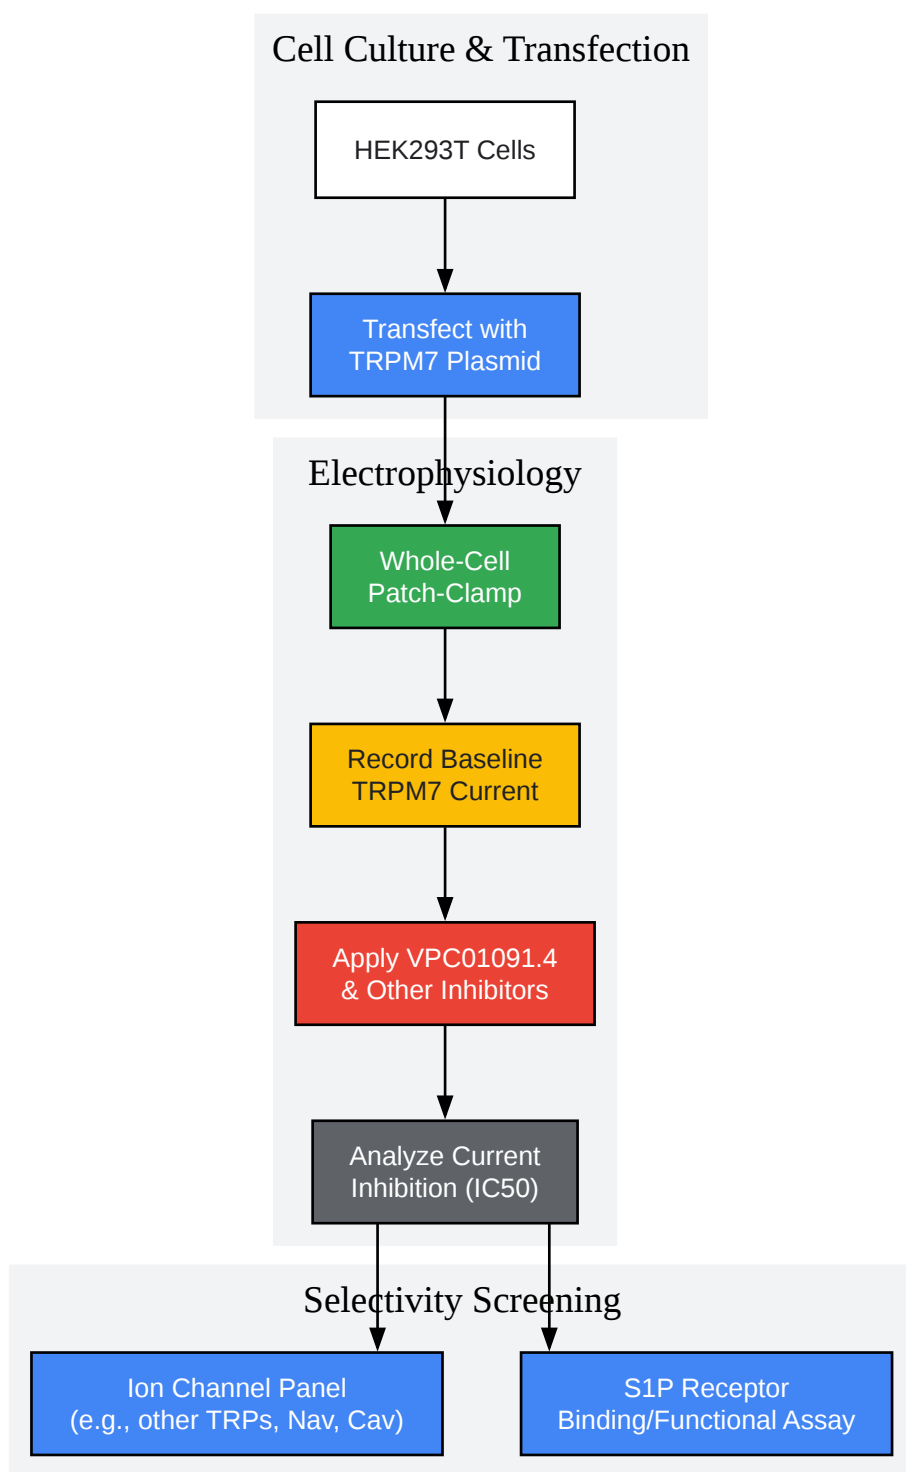 Cell Culture & Transfection
HEK293T Cells
Transfect with
TRPM7 Plasmid
Electrophysiology
Whole-Cell
Patch-Clamp
Record Baseline
TRPM7 Current
Apply VPC01091.4
& Other Inhibitors
Analyze Current
Inhibition (IC50)
Selectivity Screening
Ion Channel Panel
(e.g., other TRPs, Nav, Cav)
S1P Receptor
Binding/Functional Assay